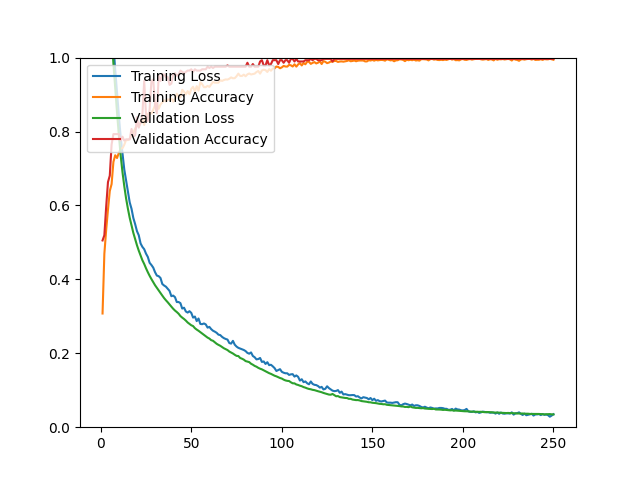 1.0
0.8
0.6
0.4
0.2
0.0
Training Loss
Training Accuracy
Validation Loss
Validation Accuracy
0 50 100 150 200 250